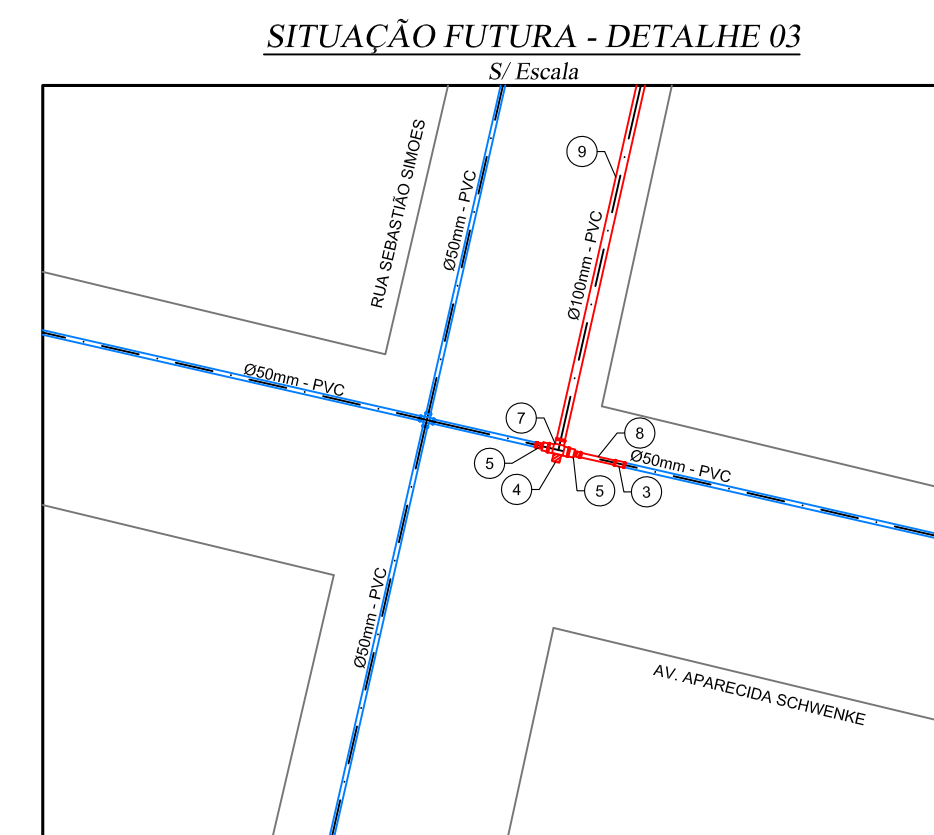 SITUAÇÃO FUTURA - DETALHE 03
S/ Escala
RUA SEBASTIÃO SIMOES
Ø50mm - PVC
9
Ø100mm - PVC
Ø50mm - PVC
7
8
5
4
Ø50mm - PVC
5
3
Ø50mm - PVC
AV. APARECIDA SCHWENKE